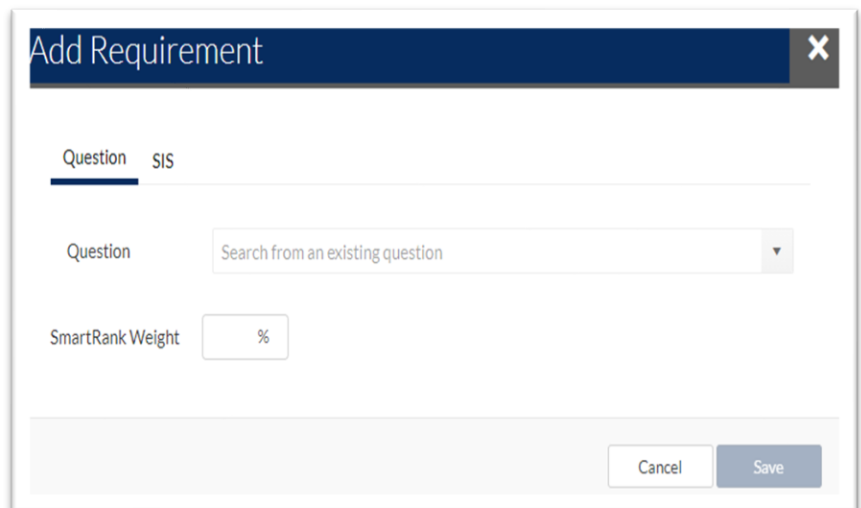 Add Requirement
Question SIS
Question Search from an existing question
SmartRank Weight %
Cancel Save